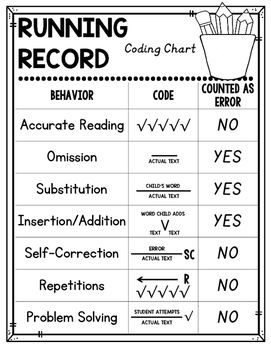 RUNNING
RECORD
Coding Chart
BEHAVIOR CODE COUNTED AS ERROR
Accurate Reading √√√√√ NO
Omission — ACTUAL TEXT YES
Substitution CHILD'S WORD ACTUAL TEXT YES
Insertion/Addition WORD CHILD ADDS V TEXT TEXT YES
Self-Correction ERROR ACTUAL TEXT SC NO
Repetitions ← R √√√√√ NO
Problem Solving STUDENT ATTEMPTS ACTUAL TEXT √ NO